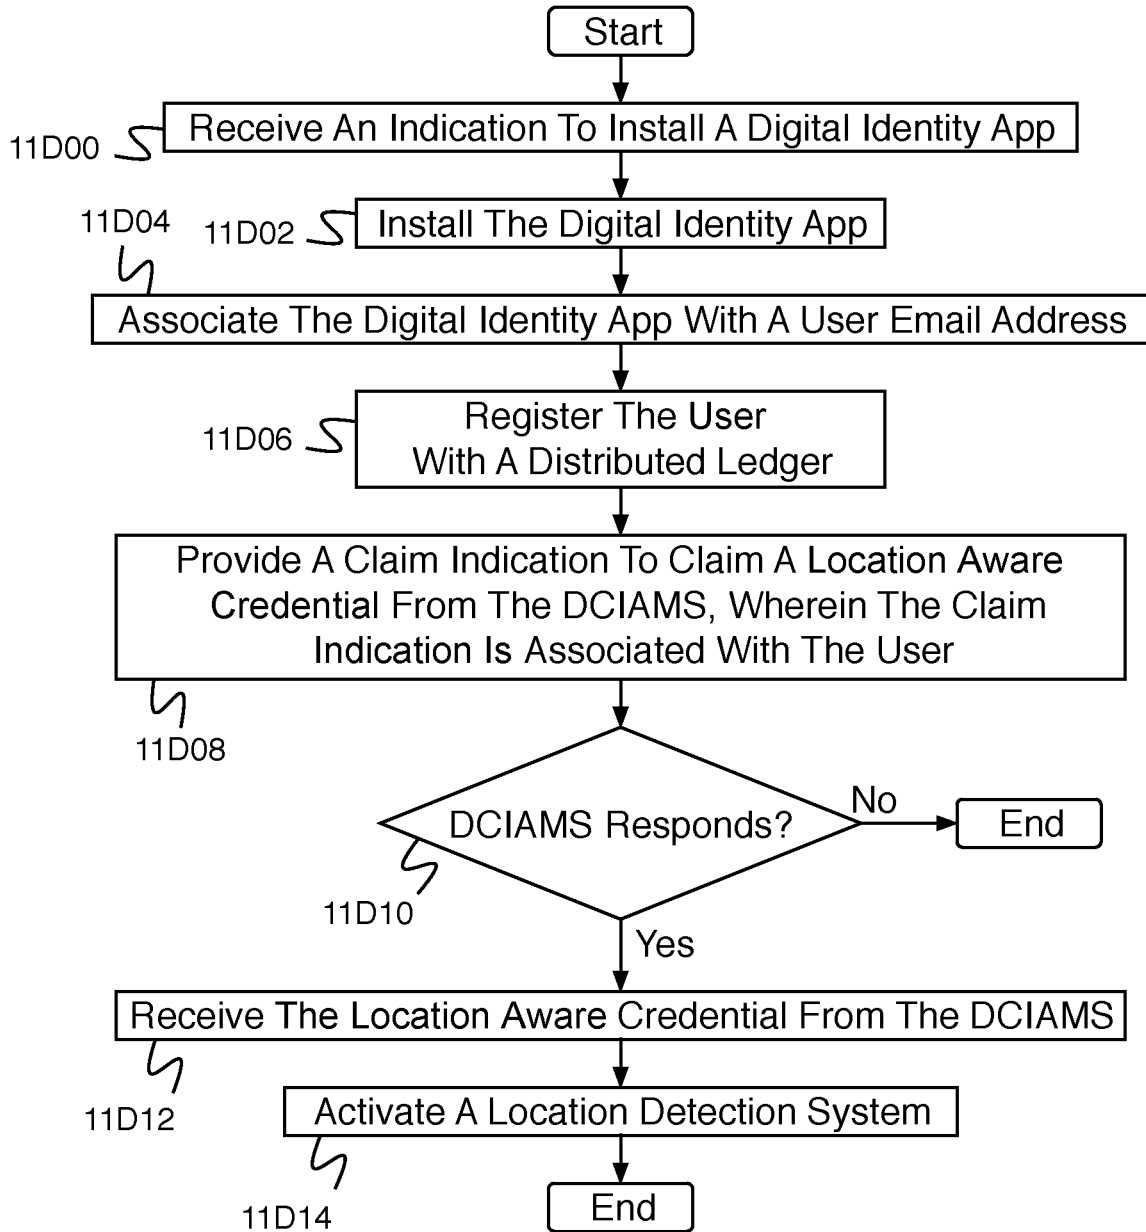 Start
Receive An Indication To Install A Digital Identity App
11D00
11D04
11D02
Install The Digital Identity App
Associate The Digital Identity App With A User Email Address
Register The User
With A Distributed Ledger
11D06
Provide A Claim Indication To Claim A Location Aware
Credential From The DCIAMS, Wherein The Claim
Indication Is Associated With The User
11D08
DCIAMS Responds?
No
End
11D10
Yes
Receive The Location Aware Credential From The DCIAMS
11D12
Activate A Location Detection System
11D14
End